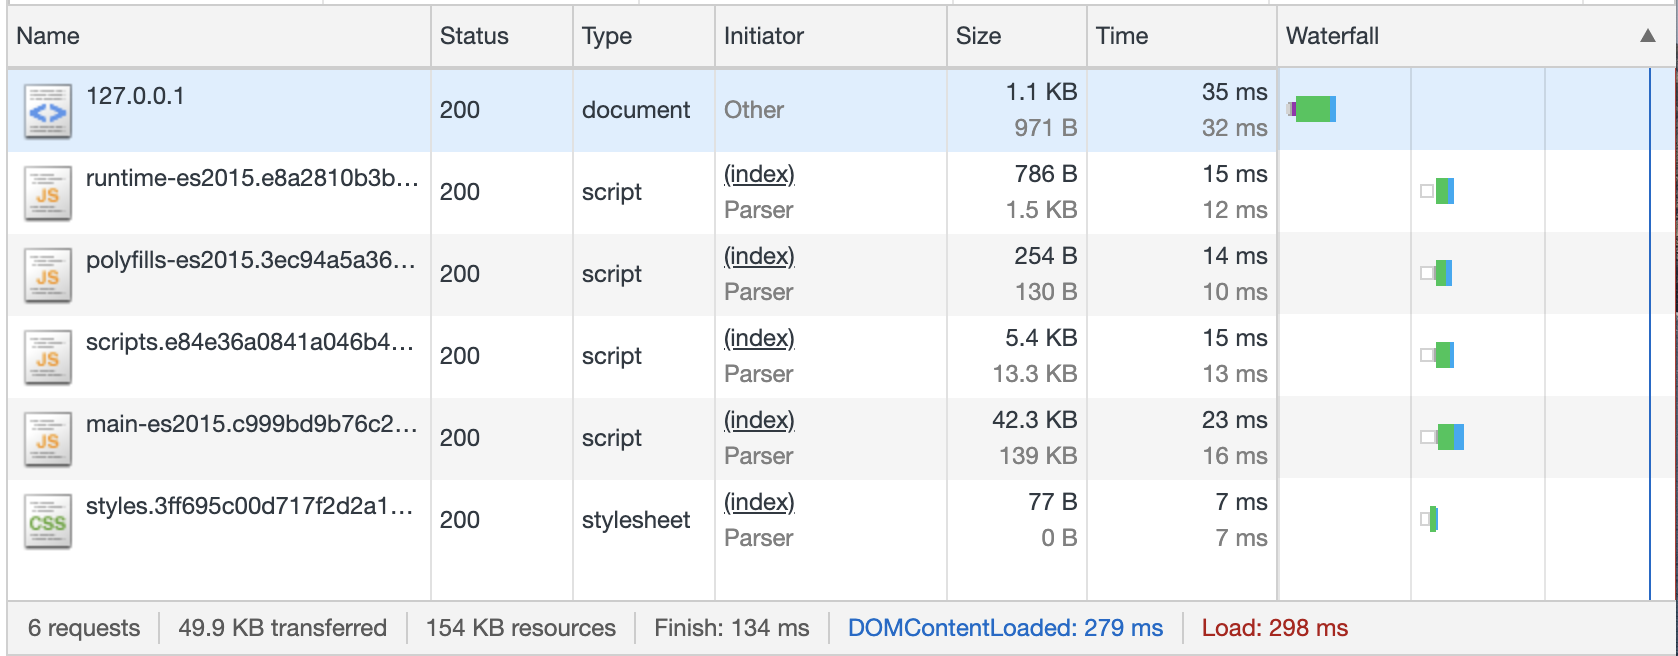 Name Status Type Initiator Size Time Waterfall ▲
127.0.0.1 200 document Other 1.1 KB 35 ms
971 B 32 ms
<>
runtime-es2015.e8a2810b3b... 200 script (index) 786 B 15 ms
JS Parser 1.5 KB 12 ms
polyfills-es2015.3ec94a5a36... 200 script (index) 254 B 14 ms
JS Parser 130 B 10 ms
scripts.e84e36a0841a046b4... 200 script (index) 5.4 KB 15 ms
JS Parser 13.3 KB 13 ms
main-es2015.c999bd9b76c2... 200 script (index) 42.3 KB 23 ms
JS Parser 139 KB 16 ms
styles.3ff695c00d717f2d2a1... 200 stylesheet (index) 77 B 7 ms
CSS Parser 0 B 7 ms
6 requests 49.9 KB transferred 154 KB resources Finish: 134 ms DOMContentLoaded: 279 ms Load: 298 ms